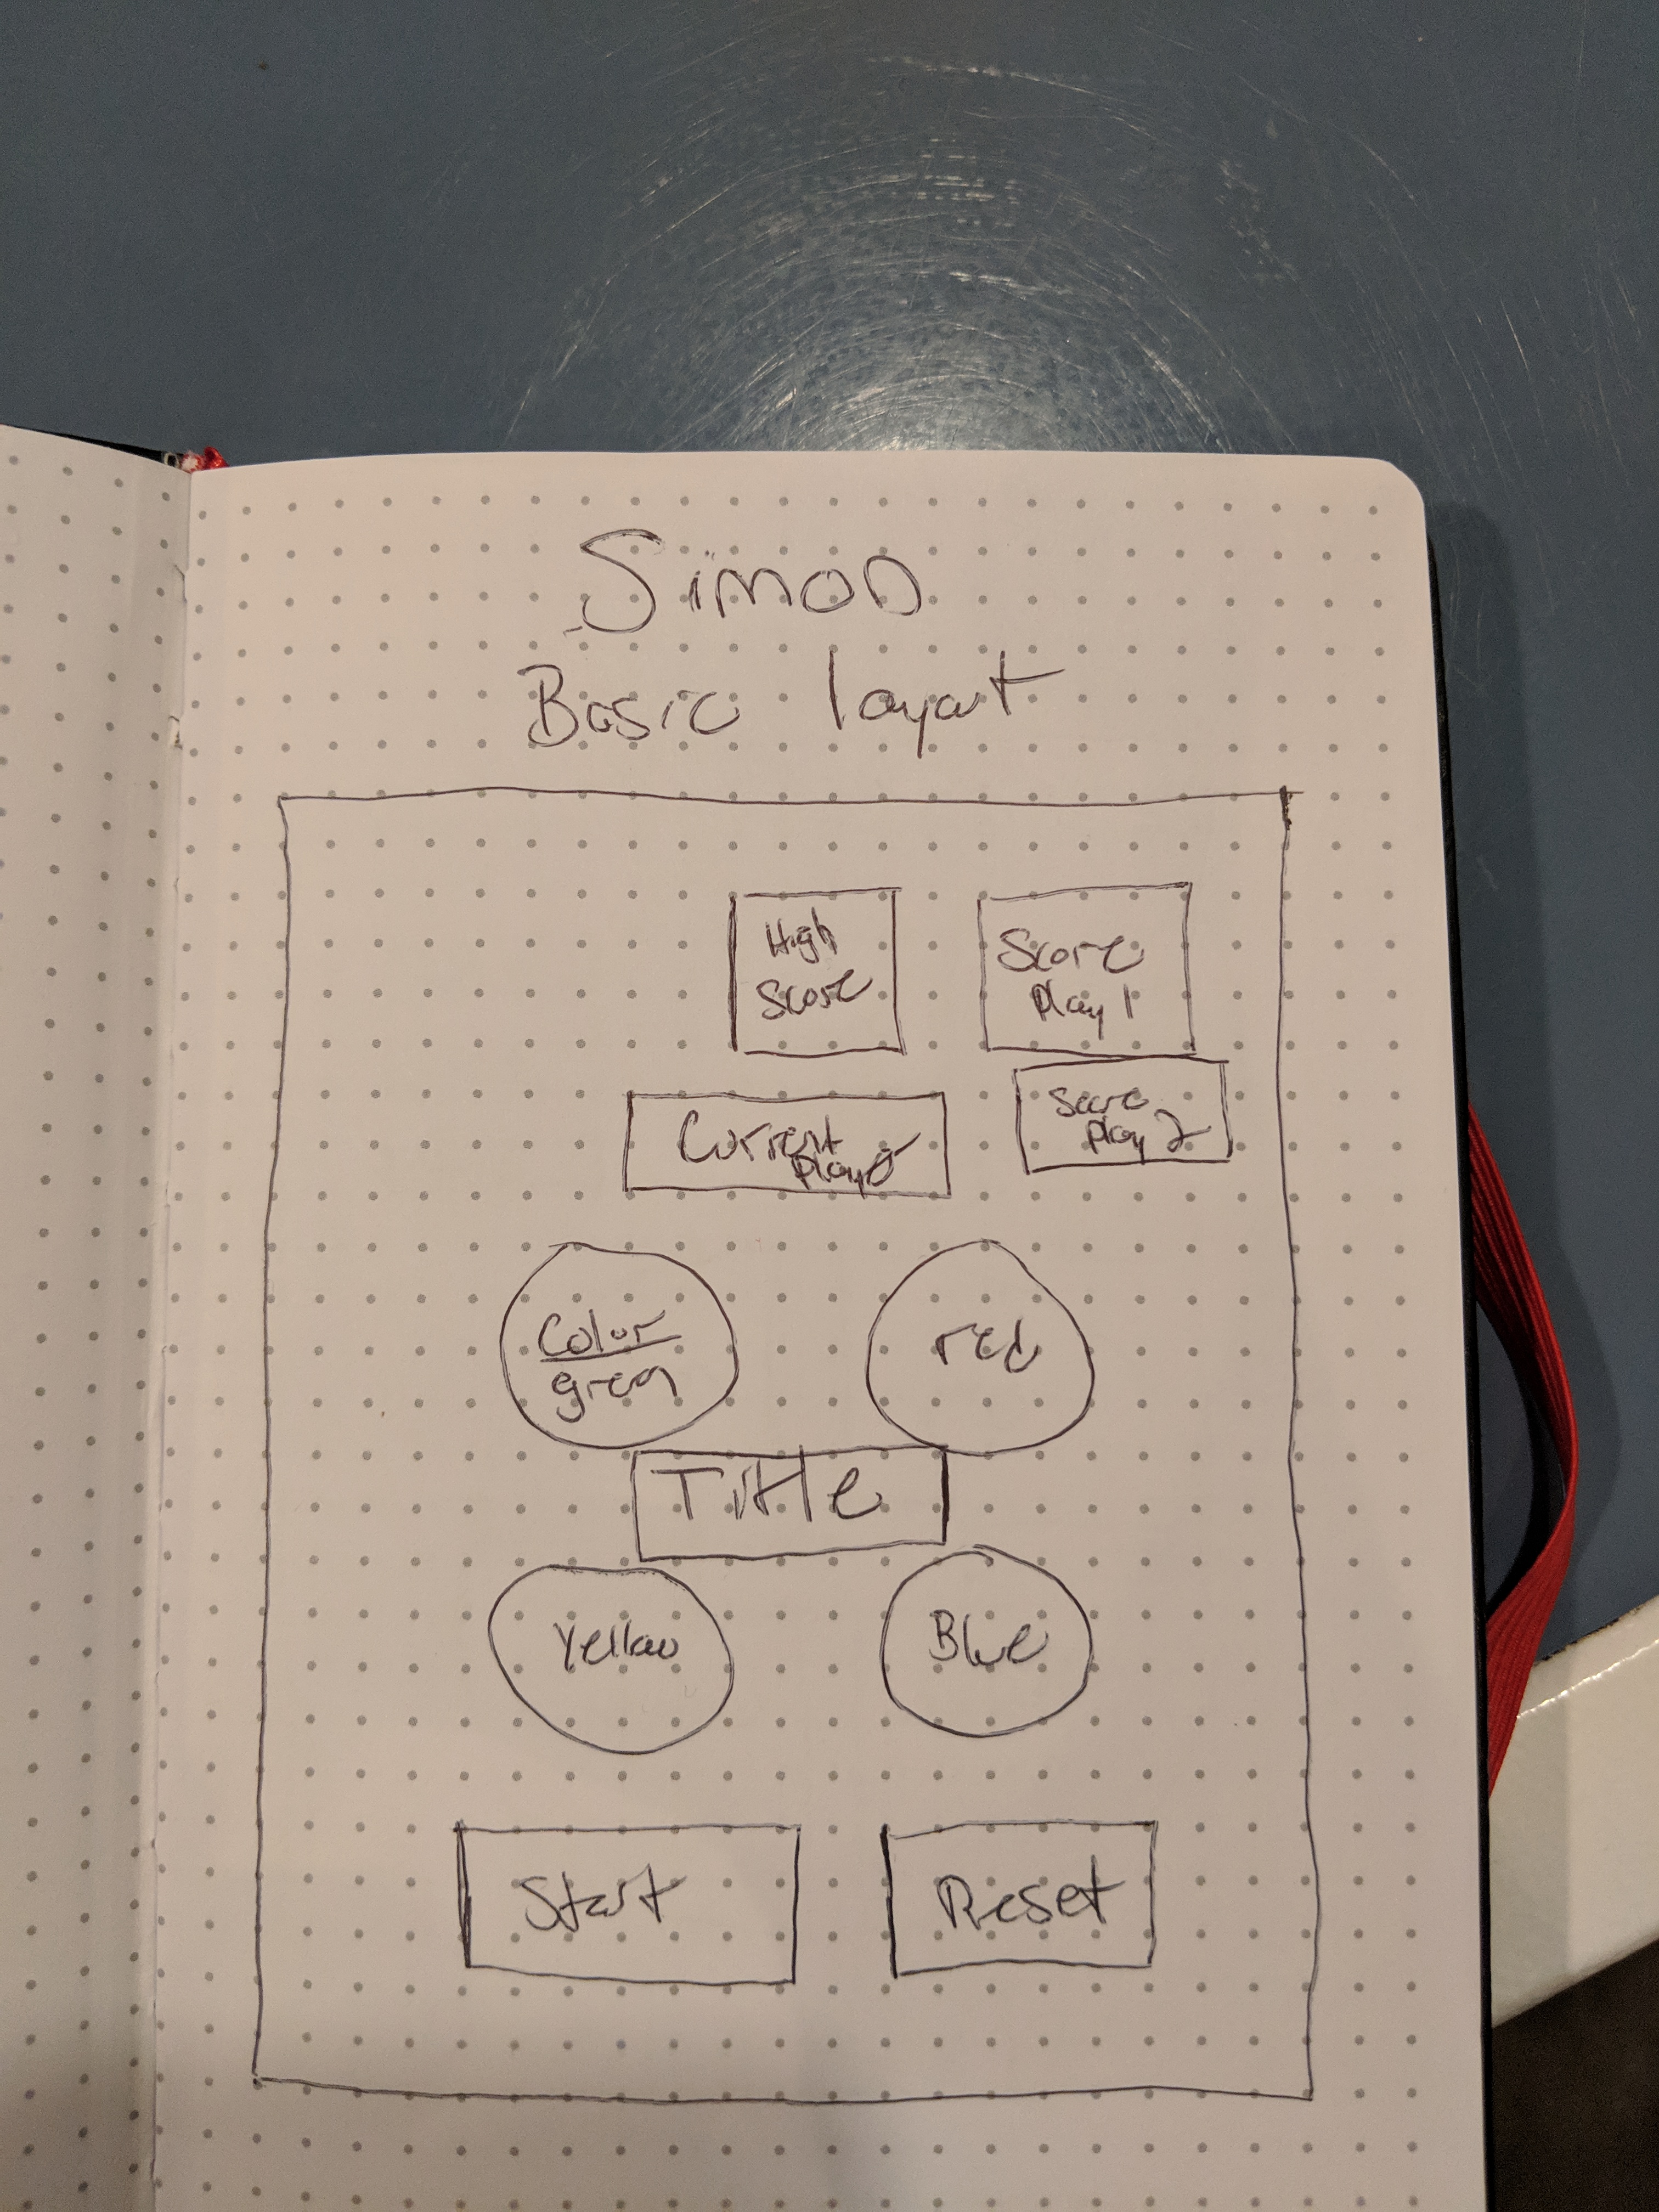 Simon
Basic layout
High
Score
Score
Play 1
Current
Player
Score
Play 2
Color
green
red
Title
Yellow
Blue
Start
Reset